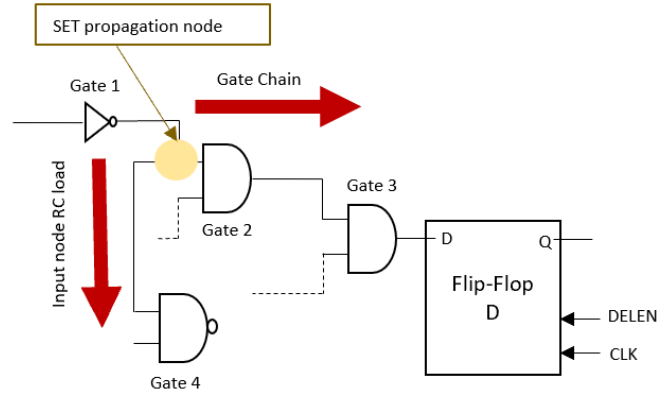 SET propagation node
Gate 1
Gate Chain
Input node RC load
Gate 2
Gate 3
D
Q
Flip-Flop
D
DELEN
CLK
Gate 4